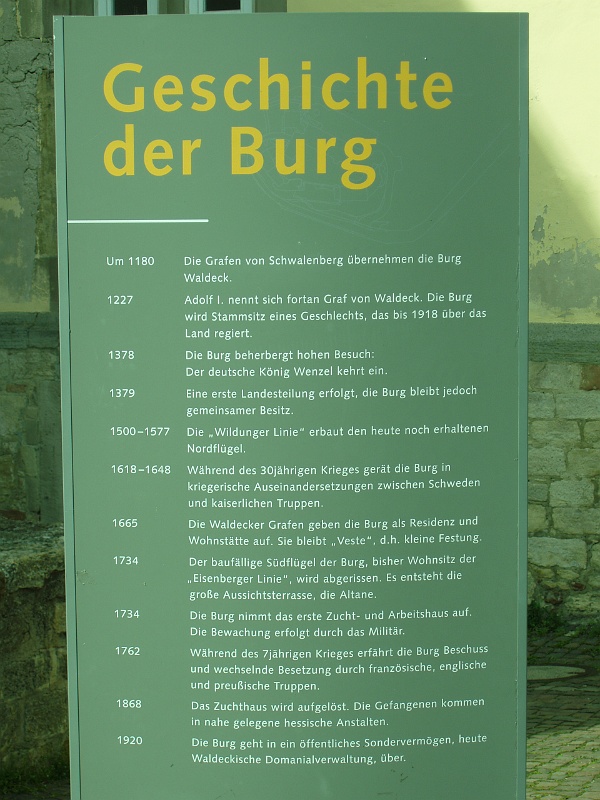 Geschichte
der Burg
Um 1180 Die Grafen von Schwalenberg übernehmen die Burg
Waldeck.
1227 Adolf I. nennt sich fortan Graf von Waldeck. Die Burg
wird Stammsitz eines Geschlechts, das bis 1918 über das
Land regiert.
1378 Die Burg beherbergt hohen Besuch:
Der deutsche König Wenzel kehrt ein.
1379 Eine erste Landesteilung erfolgt, die Burg bleibt jedoch
gemeinsamer Besitz.
1500–1577 Die „Wildunger Linie“ erbaut den heute noch erhaltenen
Nordflügel.
1618–1648 Während des 30jährigen Krieges gerät die Burg in
kriegerische Auseinandersetzungen zwischen Schweden
und kaiserlichen Truppen.
1665 Die Waldecker Grafen geben die Burg als Residenz und
Wohnstätte auf. Sie bleibt „Veste“, d.h. kleine Festung.
1734 Der baufällige Südflügel der Burg, bisher Wohnsitz der
„Eisenberger Linie“, wird abgerissen. Es entsteht die
große Aussichtsterrasse, die Altane.
1734 Die Burg nimmt das erste Zucht- und Arbeitshaus auf.
Die Bewachung erfolgt durch das Militär.
1762 Während des 7jährigen Krieges erfährt die Burg Beschuss
und wechselnde Besetzung durch französische, englische
und preußische Truppen.
1868 Das Zuchthaus wird aufgelöst. Die Gefangenen kommen
in nahe gelegene hessische Anstalten.
1920 Die Burg geht in ein öffentliches Sondervermögen, heute
Waldeckische Domanialverwaltung, über.